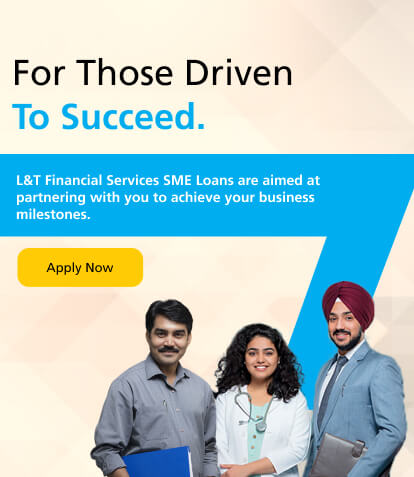 For Those Driven
To Succeed.
L&T Financial Services SME Loans are aimed at
partnering with you to achieve your business
milestones.
Apply Now